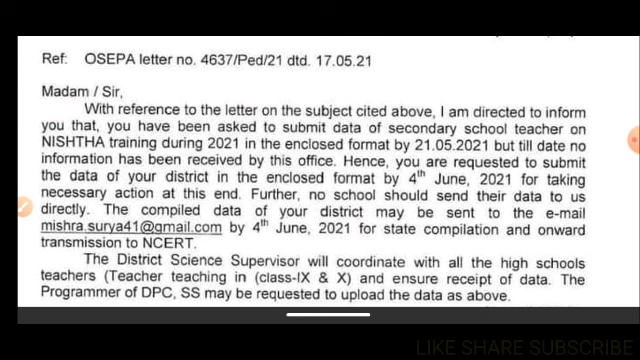 Ref: OSEPA letter no. 4637/Ped/21 dtd. 17.05.21
Madam / Sir,
With reference to the letter on the subject cited above, I am directed to inform
you that, you have been asked to submit data of secondary school teacher on
NISHTHA training during 2021 in the enclosed format by 21.05.2021 but till date no
information has been received by this office. Hence, you are requested to submit
the data of your district in the enclosed format by 4th June, 2021 for taking
necessary action at this end. Further, no school should send their data to us
directly. The compiled data of your district may be sent to the e-mail
mishra.surya41@gmail.com by 4th June, 2021 for state compilation and onward
transmission to NCERT.
The District Science Supervisor will coordinate with all the high schools
teachers (Teacher teaching in (class-IX & X) and ensure receipt of data. The
Programmer of DPC, SS may be requested to upload the data as above.
LIKE SHARE SUBSCRIBE